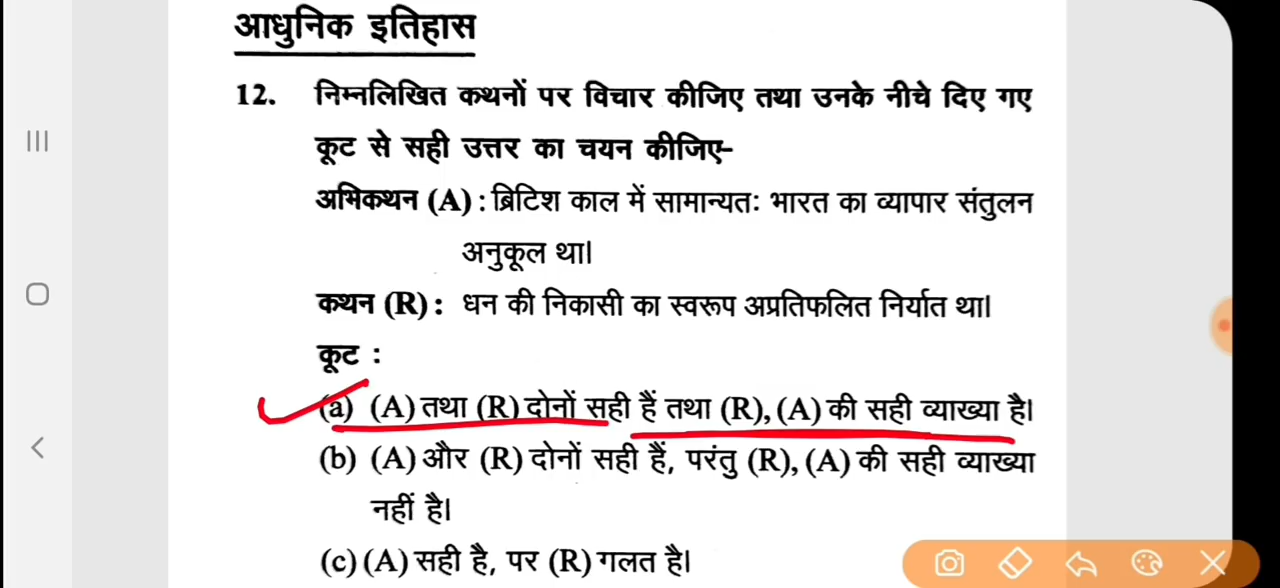 आधुनिक इतिहास
12. निम्नलिखित कथनों पर विचार कीजिए तथा उनके नीचे दिए गए
कूट से सही उत्तर का चयन कीजिए-
अभिकथन (A) : ब्रिटिश काल में सामान्यतः भारत का व्यापार संतुलन
अनुकूल था।
कथन (R) : धन की निकासी का स्वरूप अप्रतिफलित निर्यात था।
कूट :
(a) (A) तथा (R) दोनों सही हैं तथा (R), (A) की सही व्याख्या है।
(b) (A) और (R) दोनों सही हैं, परंतु (R), (A) की सही व्याख्या
नहीं है।
(c) (A) सही है, पर (R) गलत है।